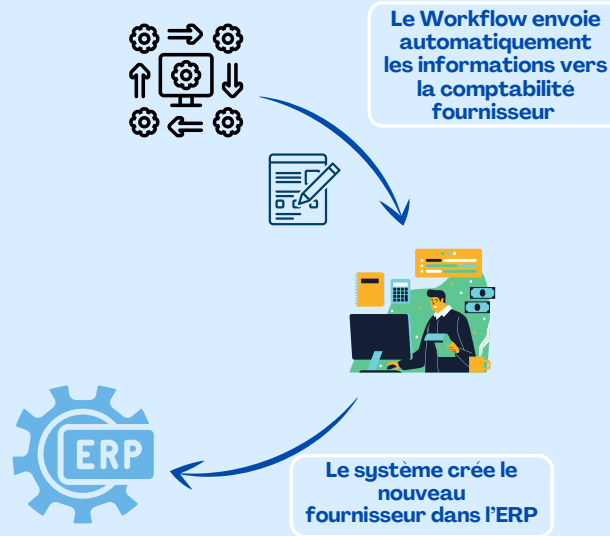 Le Workflow envoie
automatiquement
les informations vers
la comptabilité
fournisseur
ERP
Le système crée le
nouveau
fournisseur dans l'ERP